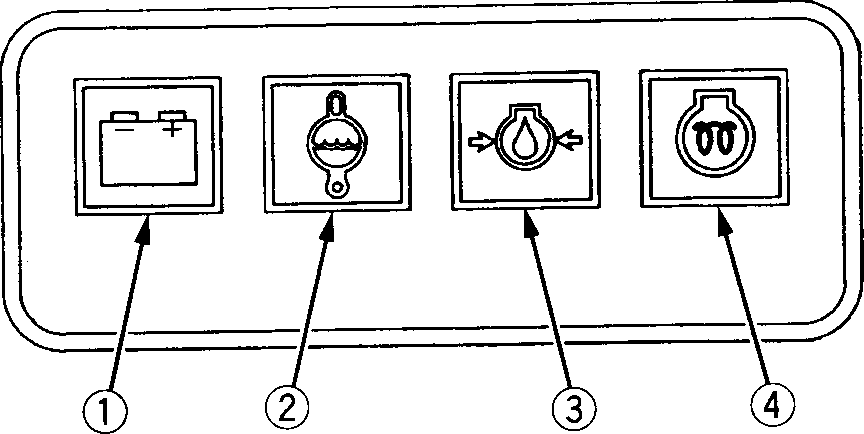 − +
① ② ③ ④